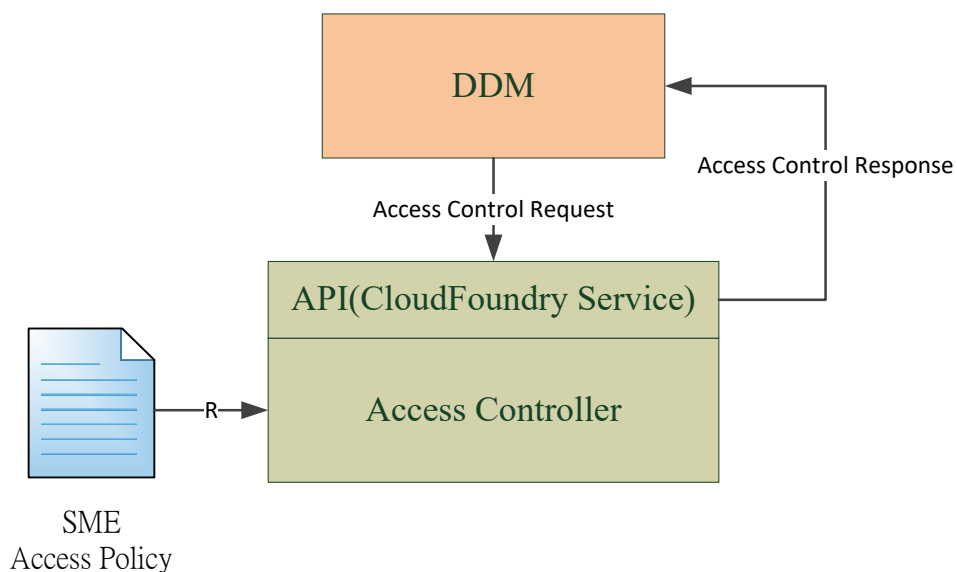 DDM
Access Control Response
Access Control Request
API(CloudFoundry Service)
R
Access Controller
SME
Access Policy